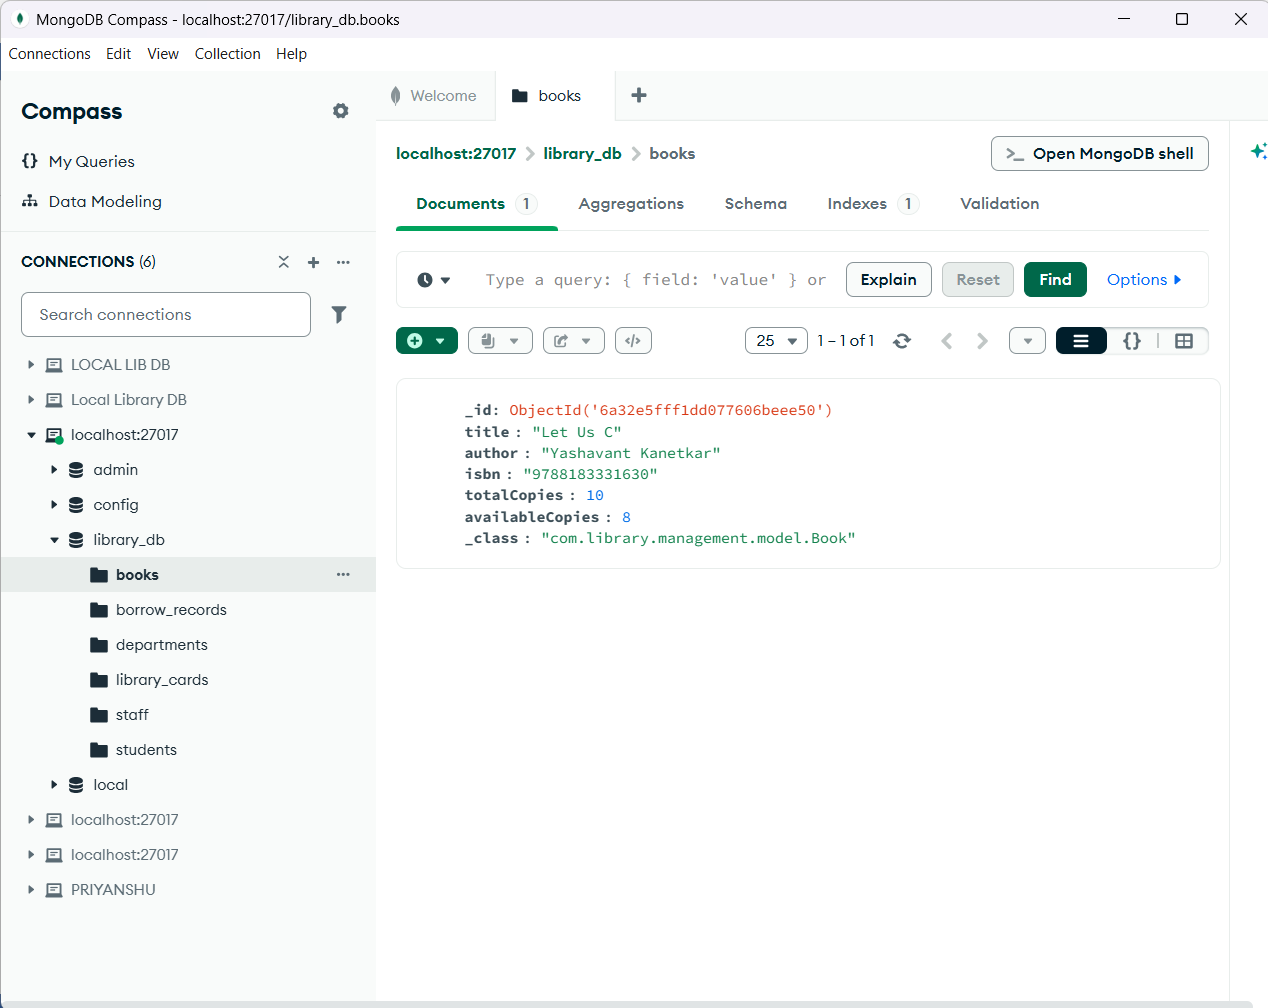 MongoDB Compass - localhost:27017/library_db.books
Connections Edit View Collection Help
Compass
My Queries
Data Modeling
CONNECTIONS (6)
Search connections
LOCAL LIB DB
Local Library DB
localhost:27017
admin
config
library_db
books
borrow_records
departments
library_cards
staff
students
local
localhost:27017
localhost:27017
PRIYANSHU
Welcome books
localhost:27017 library_db books
>_ Open MongoDB shell
Documents 1 Aggregations Schema Indexes 1 Validation
Type a query: { field: 'value' } or Explain Reset Find Options
25 1 – 1 of 1 {}
_id: ObjectId('6a32e5fff1dd077606beee50')
title : "Let Us C"
author : "Yashavant Kanetkar"
isbn : "9788183331630"
totalCopies : 10
availableCopies : 8
_class : "com.library.management.model.Book"